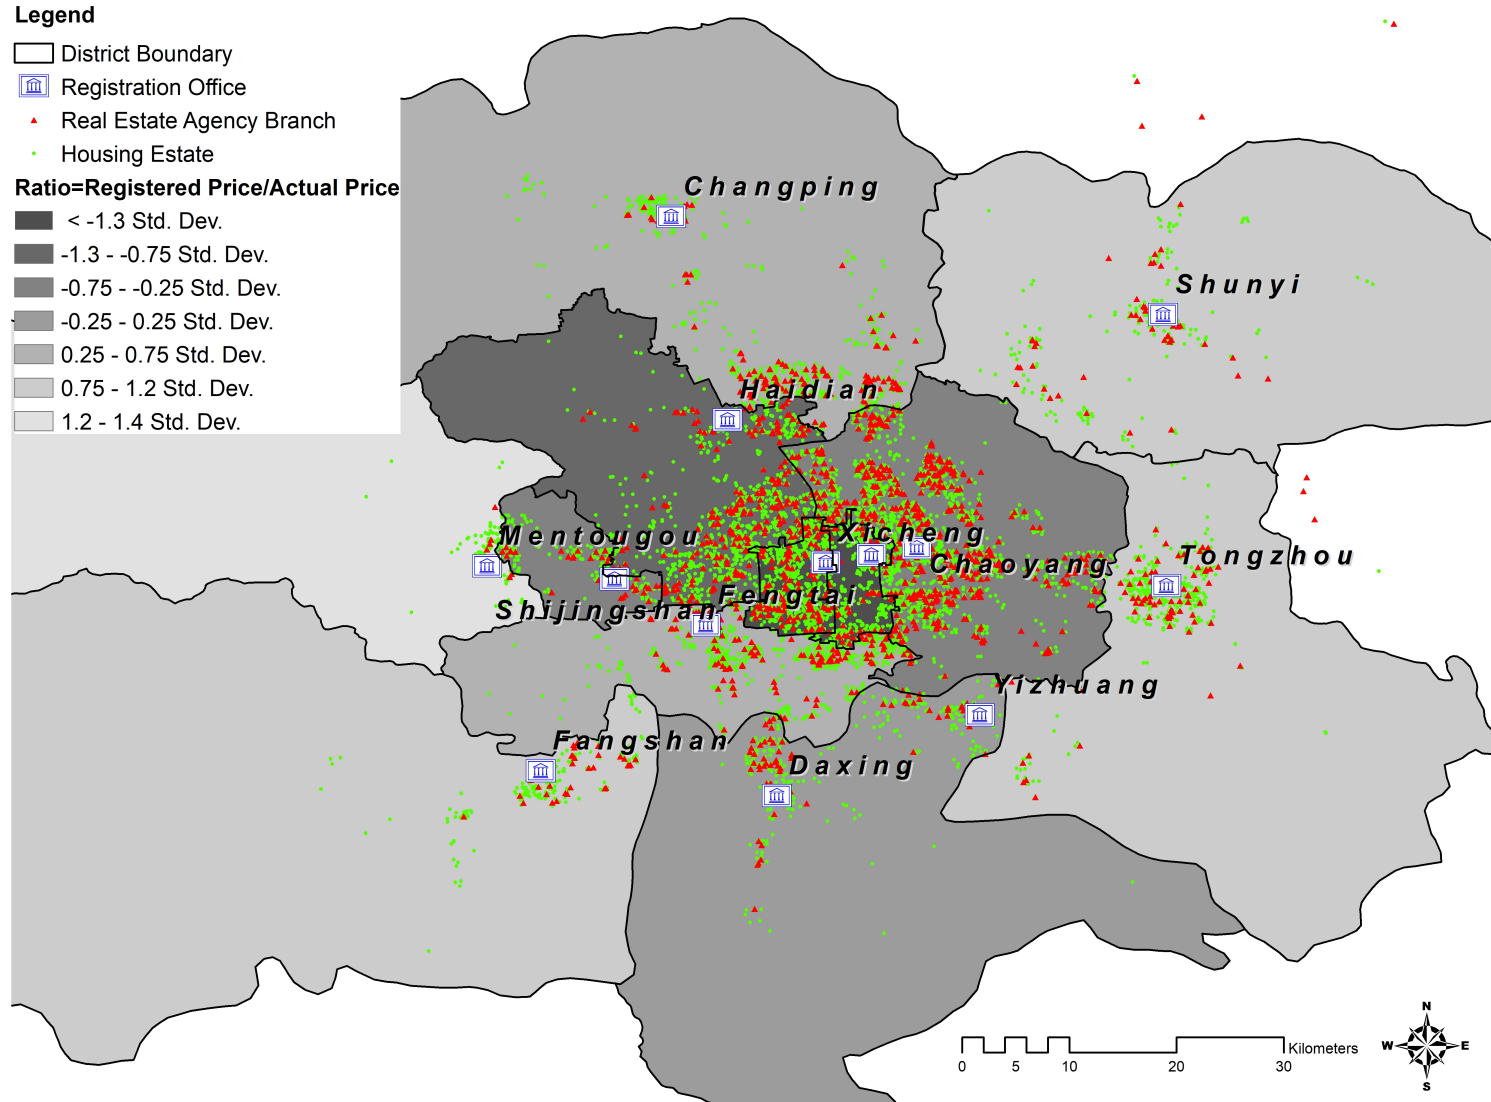 Legend
District Boundary
Registration Office
Real Estate Agency Branch
Housing Estate
Ratio=Registered Price/Actual Price
< -1.3 Std. Dev.
-1.3 - -0.75 Std. Dev.
-0.75 - -0.25 Std. Dev.
-0.25 - 0.25 Std. Dev.
0.25 - 0.75 Std. Dev.
0.75 - 1.2 Std. Dev.
1.2 - 1.4 Std. Dev.
Changping
Shunyi
Haidian
Mentougou
Xicheng
Chaoyang
Tongzhou
Shijingshan
Fengtai
Yizhuang
Fangshan
Daxing
N
W E
S
Kilometers
0 5 10 20 30